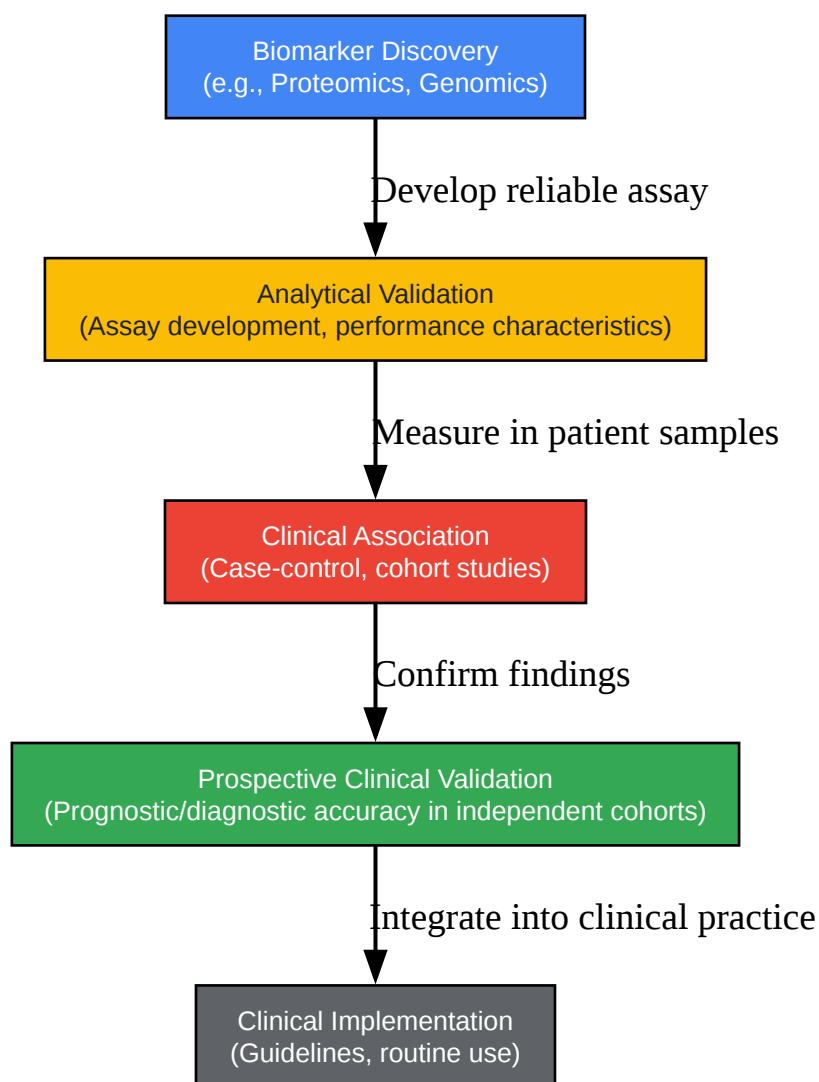 Biomarker Discovery
(e.g., Proteomics, Genomics)
Develop reliable assay
Analytical Validation
(Assay development, performance characteristics)
Measure in patient samples
Clinical Association
(Case-control, cohort studies)
Confirm findings
Prospective Clinical Validation
(Prognostic/diagnostic accuracy in independent cohorts)
Integrate into clinical practice
Clinical Implementation
(Guidelines, routine use)